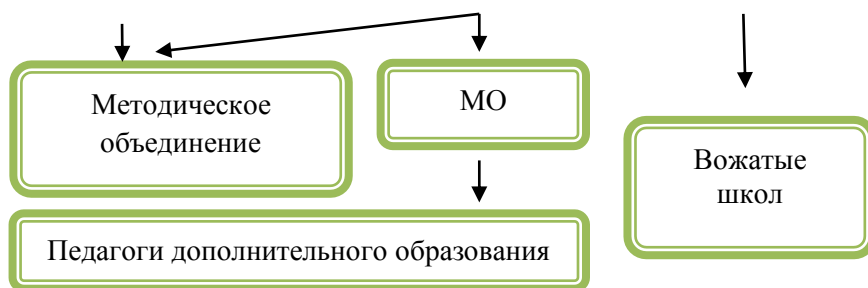 Методическое
объединение
МО
Вожатые
школ
Педагоги дополнительного образования